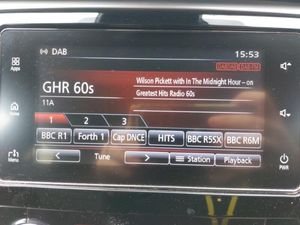 DAB
15:53
Apps
GHR 60s
Wilson Pickett with In The Midnight Hour – on
Greatest Hits Radio 60s
11A
Home
1 2 3
BBC R1 Forth 1 Cap DNCE HITS BBC R5SX BBC R6M
Menu
< Tune > Station Playback
PWR